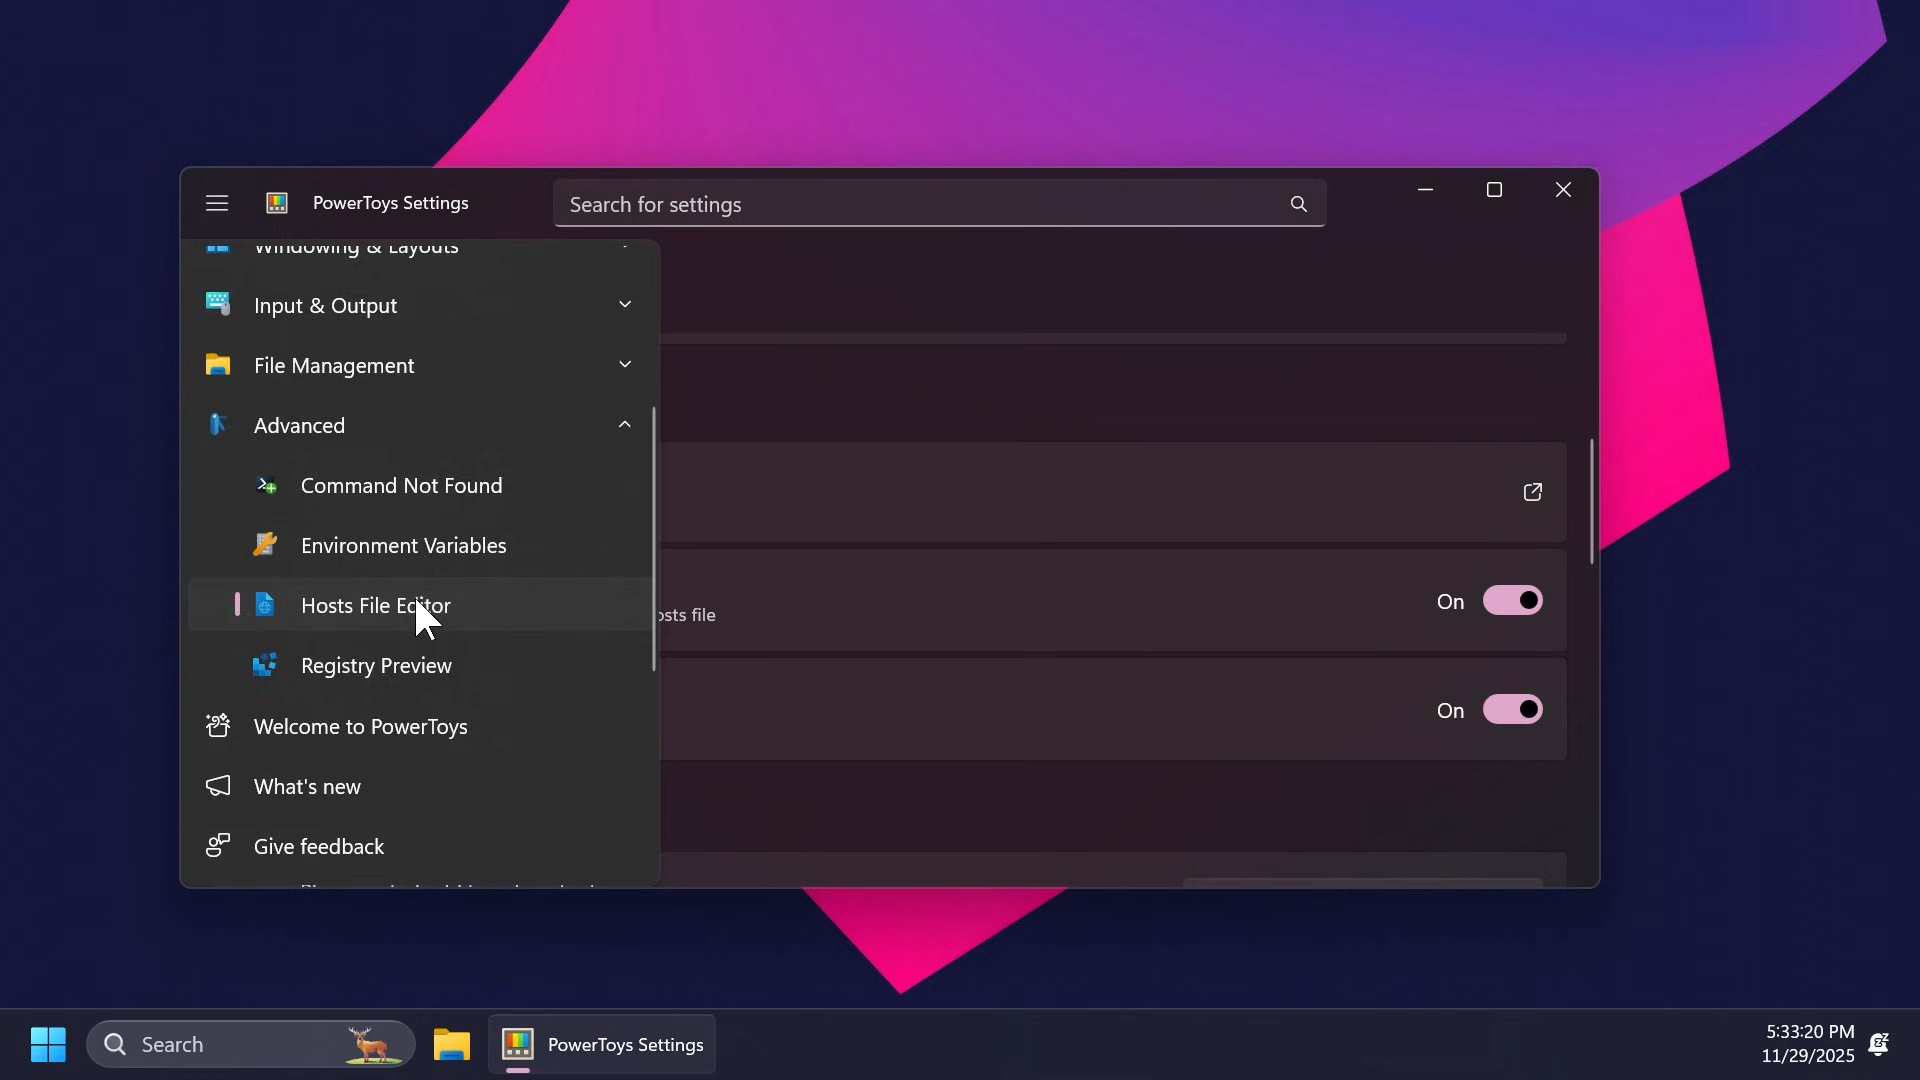 PowerToys Settings
Search for settings
Windowing & Layouts
Input & Output
File Management
Advanced
Command Not Found
Environment Variables
Hosts File Editor
Registry Preview
Welcome to PowerToys
What's new
Give feedback
file
On
On
Search
PowerToys Settings
5:33:20 PM
11/29/2025